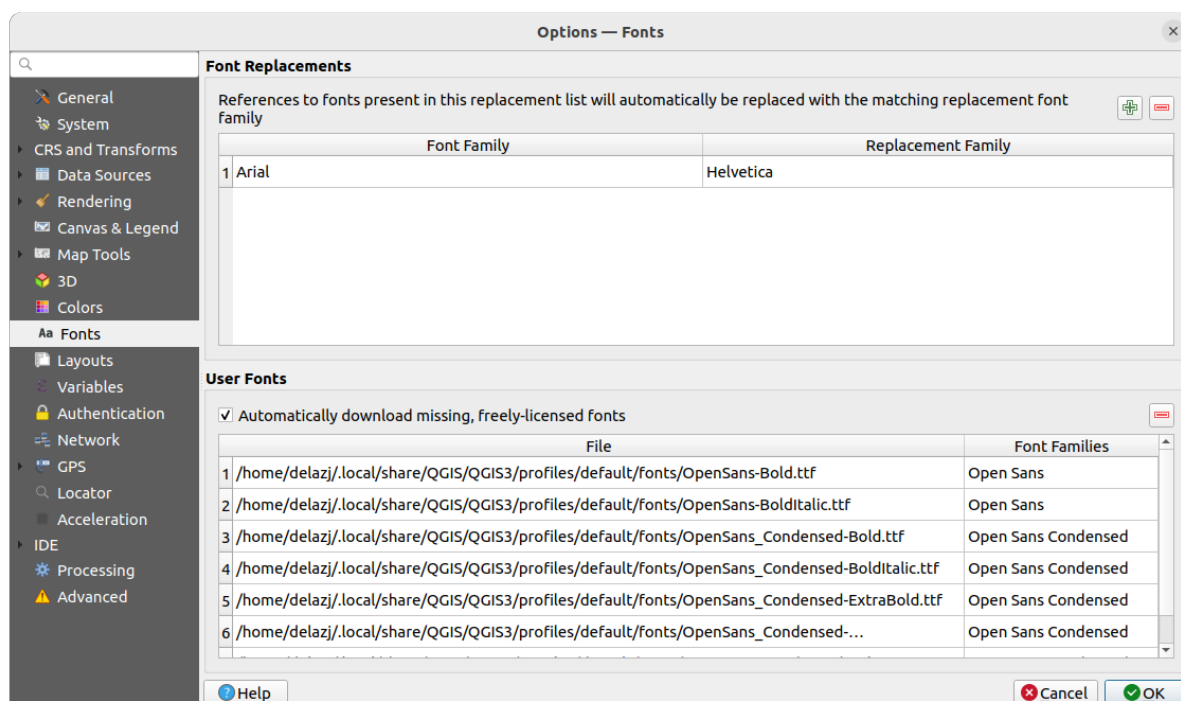 Options — Fonts
General
System
CRS and Transforms
Data Sources
Rendering
Canvas & Legend
Map Tools
3D
Colors
Aa Fonts
Layouts
Variables
Authentication
Network
GPS
Locator
Acceleration
IDE
Processing
Advanced
Font Replacements
References to fonts present in this replacement list will automatically be replaced with the matching replacement font
family
Font Family Replacement Family
1 Arial Helvetica
User Fonts
Automatically download missing, freely-licensed fonts
File Font Families
1 /home/delazj/.local/share/QGIS/QGIS3/profiles/default/fonts/OpenSans-Bold.ttf Open Sans
2 /home/delazj/.local/share/QGIS/QGIS3/profiles/default/fonts/OpenSans-BoldItalic.ttf Open Sans
3 /home/delazj/.local/share/QGIS/QGIS3/profiles/default/fonts/OpenSans_Condensed-Bold.ttf Open Sans Condensed
4 /home/delazj/.local/share/QGIS/QGIS3/profiles/default/fonts/OpenSans_Condensed-BoldItalic.ttf Open Sans Condensed
5 /home/delazj/.local/share/QGIS/QGIS3/profiles/default/fonts/OpenSans_Condensed-ExtraBold.ttf Open Sans Condensed
6 /home/delazj/.local/share/QGIS/QGIS3/profiles/default/fonts/OpenSans_Condensed-... Open Sans Condensed
Help Cancel OK